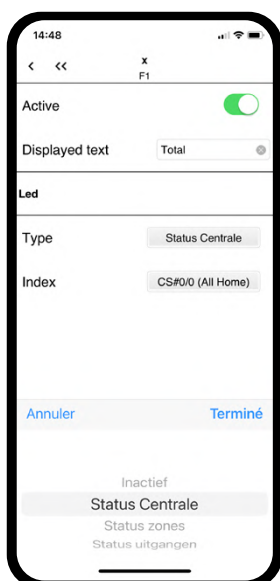 14:48
< << x
F1
Active
Displayed text Total
Led
Type Status Centrale
Index CS#0/0 (All Home)
Annuler Terminé
Inactief
Status Centrale
Status zones
Status uitgangen